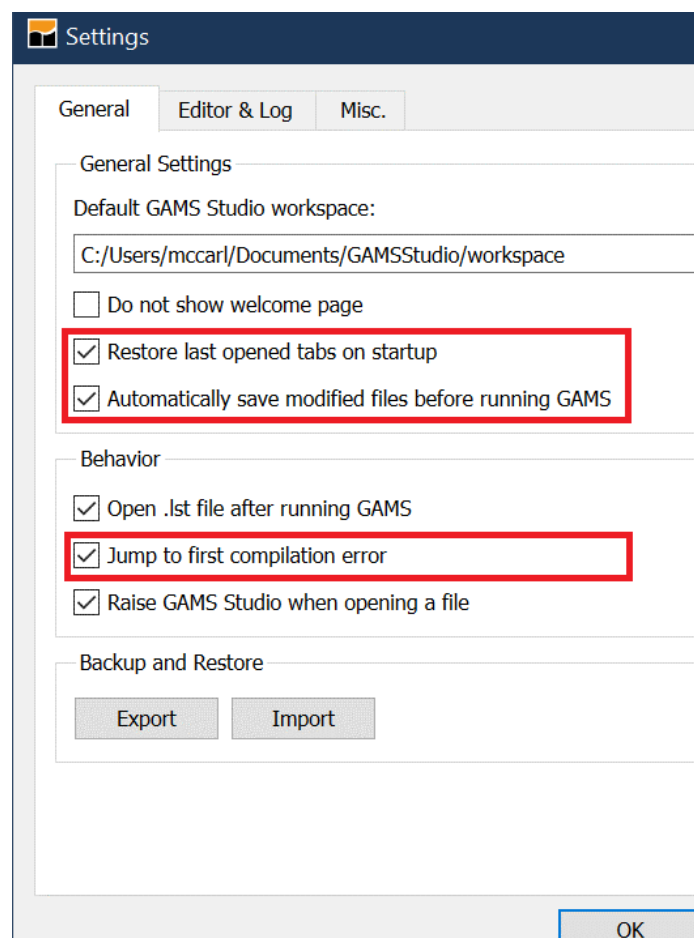 Settings
General
Editor & Log
Misc.
General Settings
Default GAMS Studio workspace:
C:/Users/mccarl/Documents/GAMSStudio/workspace
Do not show welcome page
Restore last opened tabs on startup
Automatically save modified files before running GAMS
Behavior
Open .lst file after running GAMS
Jump to first compilation error
Raise GAMS Studio when opening a file
Backup and Restore
Export
Import
OK